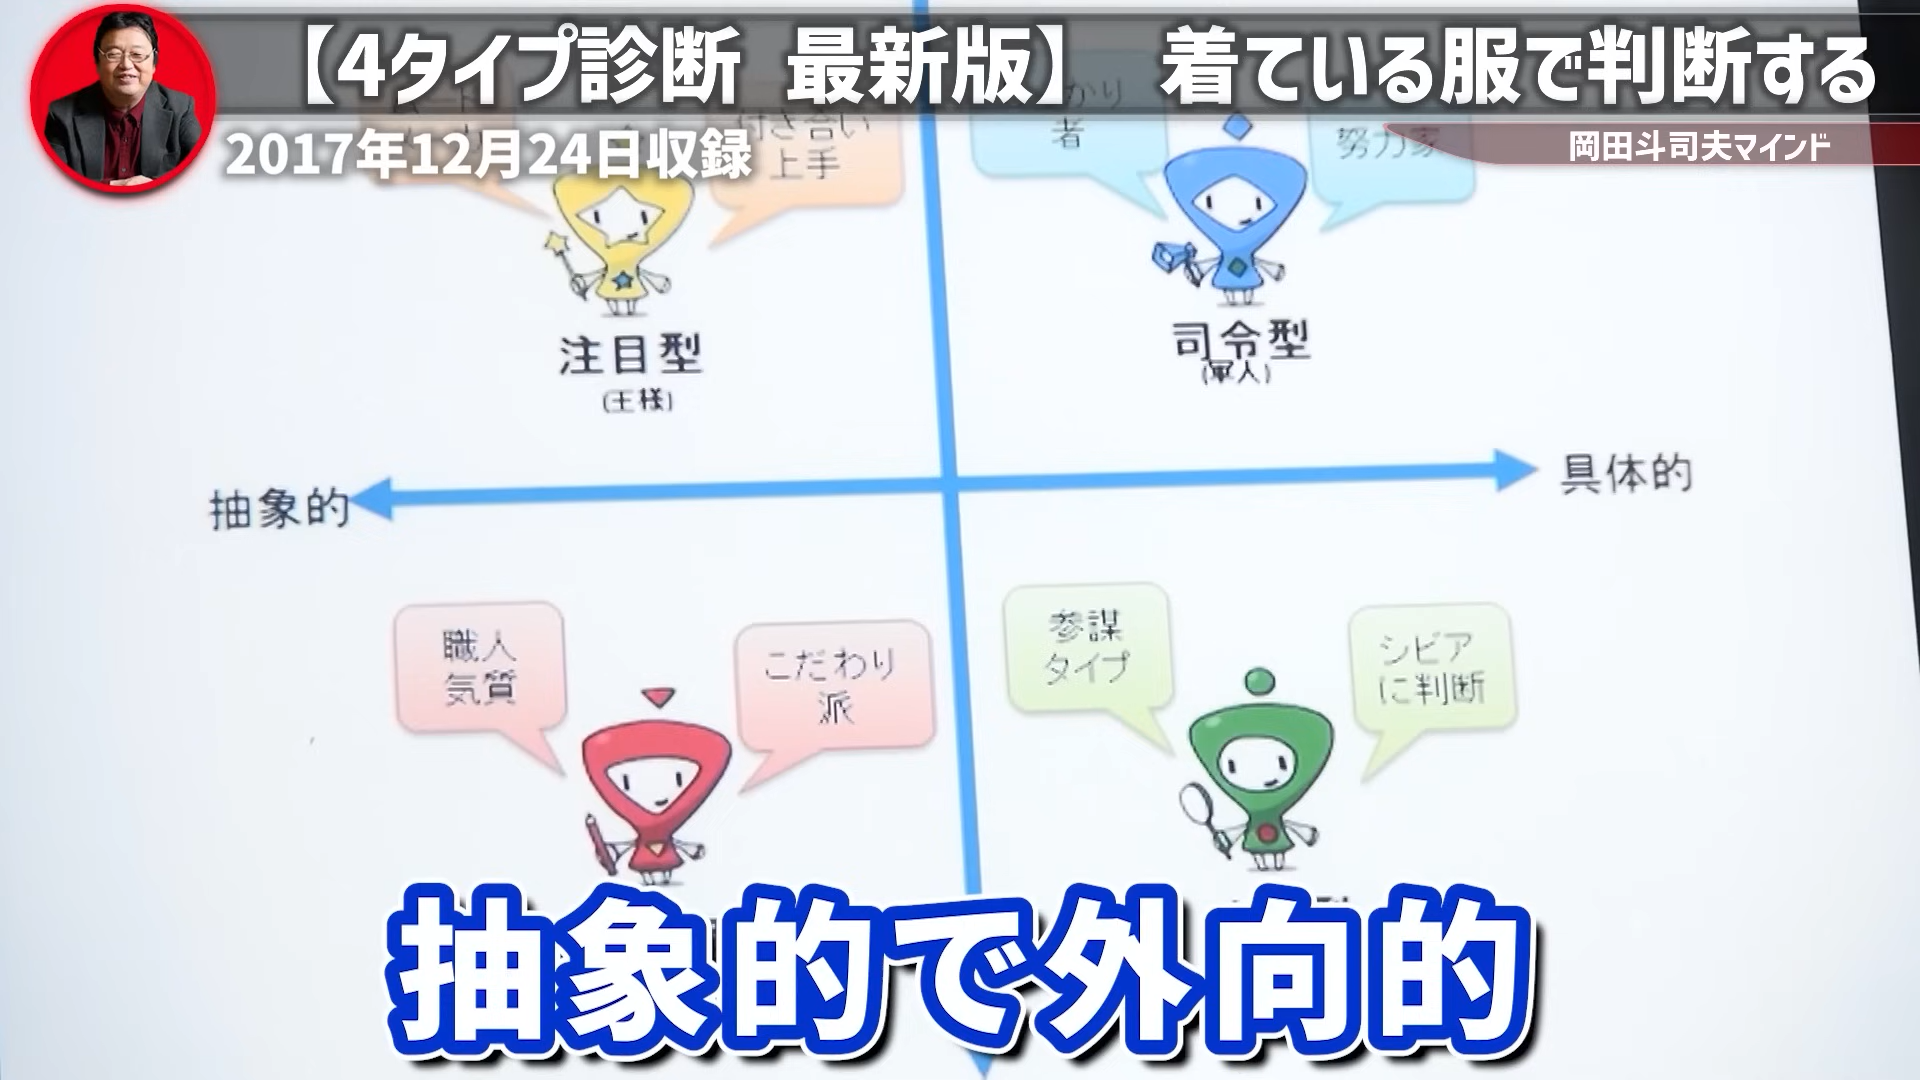 【4タイプ診断 最新版】 着ている服で判断する
2017年12月24日収録
岡田斗司夫マインド
付き合い
上手
かり
者
努力家
注目型
(王様)
司令型
(軍人)
抽象的
具体的
職人
気質
こだわり
派
参謀
タイプ
シビア
に判断
抽象的で外向的